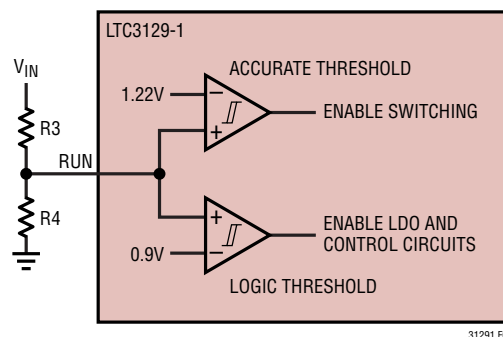 LTC3129-1
VIN
R3
RUN
R4
1.22V
−
+
ACCURATE THRESHOLD
ENABLE SWITCHING
+
−
0.9V
ENABLE LDO AND
CONTROL CIRCUITS
LOGIC THRESHOLD